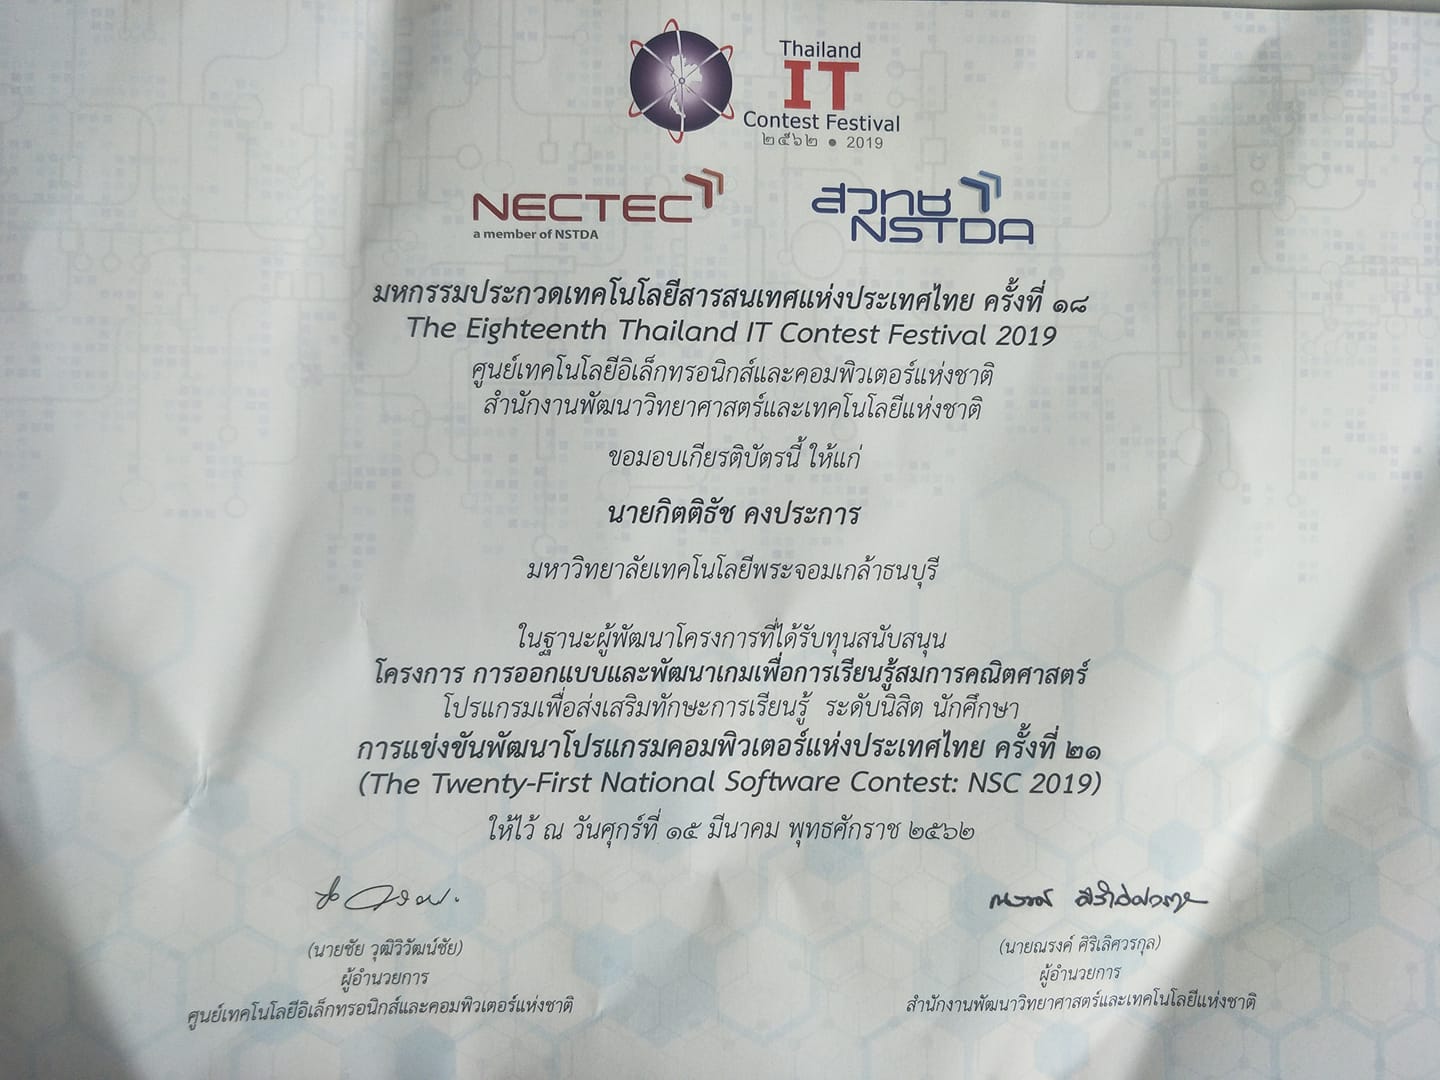 Thailand
IT
Contest Festival
๒๕๖๒ • 2019
NECTEC
a member of NSTDA
สวทช
NSTDA
มหกรรมประกวดเทคโนโลยีสารสนเทศแห่งประเทศไทย ครั้งที่ ๑๘
The Eighteenth Thailand IT Contest Festival 2019
ศูนย์เทคโนโลยีอิเล็กทรอนิกส์และคอมพิวเตอร์แห่งชาติ
สำนักงานพัฒนาวิทยาศาสตร์และเทคโนโลยีแห่งชาติ
ขอมอบเกียรติบัตรนี้ ให้แก่
นายกิตติธัช คงประการ
มหาวิทยาลัยเทคโนโลยีพระจอมเกล้าธนบุรี
ในฐานะผู้พัฒนาโครงการที่ได้รับทุนสนับสนุน
โครงการ การออกแบบและพัฒนาเกมเพื่อการเรียนรู้สมการคณิตศาสตร์
โปรแกรมเพื่อส่งเสริมทักษะการเรียนรู้ ระดับนิสิต นักศึกษา
การแข่งขันพัฒนาโปรแกรมคอมพิวเตอร์แห่งประเทศไทย ครั้งที่ ๒๑
(The Twenty-First National Software Contest: NSC 2019)
ให้ไว้ ณ วันศุกร์ที่ ๑๕ มีนาคม พุทธศักราช ๒๕๖๒
(นายชัย วุฒิวิวัฒน์ชัย)
ผู้อำนวยการ
ศูนย์เทคโนโลยีอิเล็กทรอนิกส์และคอมพิวเตอร์แห่งชาติ
(นายณรงค์ ศิริเลิศวรกุล)
ผู้อำนวยการ
สำนักงานพัฒนาวิทยาศาสตร์และเทคโนโลยีแห่งชาติ